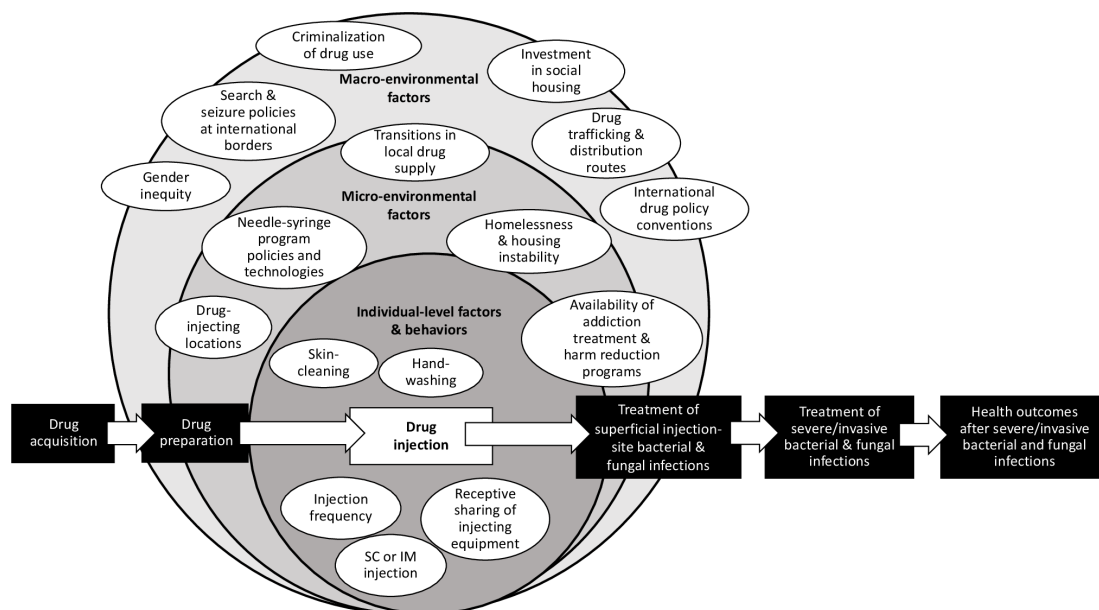 Criminalization
of drug use
Investment
in social
housing
Macro-environmental
factors
Search &
seizure policies
at international
borders
Drug
trafficking &
distribution
routes
Transitions in
local drug
supply
Gender
inequity
International
drug policy
conventions
Micro-environmental
factors
Needle-syringe
program
policies and
technologies
Homelessness
& housing
instability
Individual-level factors
& behaviors
Drug-
injecting
locations
Availability of
addiction
treatment &
harm reduction
programs
Skin-
cleaning
Hand-
washing
Drug
acquisition
Drug
preparation
Drug
injection
Treatment of
superficial injection-
site bacterial &
fungal infections
Treatment of
severe/invasive
bacterial & fungal
infections
Health outcomes
after severe/invasive
bacterial and fungal
infections
Injection
frequency
Receptive
sharing of
injecting
equipment
SC or IM
injection